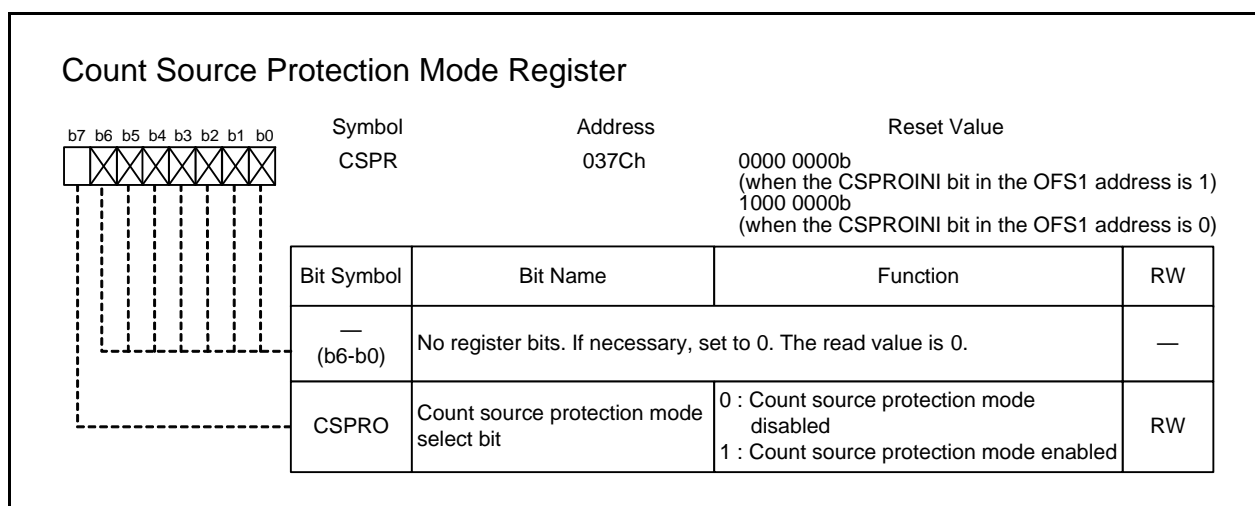 Count Source Protection Mode Register
b7 b6 b5 b4 b3 b2 b1 b0
Symbol Address Reset Value
CSPR 037Ch 0000 0000b
(when the CSPROINI bit in the OFS1 address is 1)
1000 0000b
(when the CSPROINI bit in the OFS1 address is 0)
Bit Symbol Bit Name Function RW
—
(b6-b0)
No register bits. If necessary, set to 0. The read value is 0.
—
CSPRO
Count source protection mode
select bit
0 : Count source protection mode
disabled
1 : Count source protection mode enabled
RW